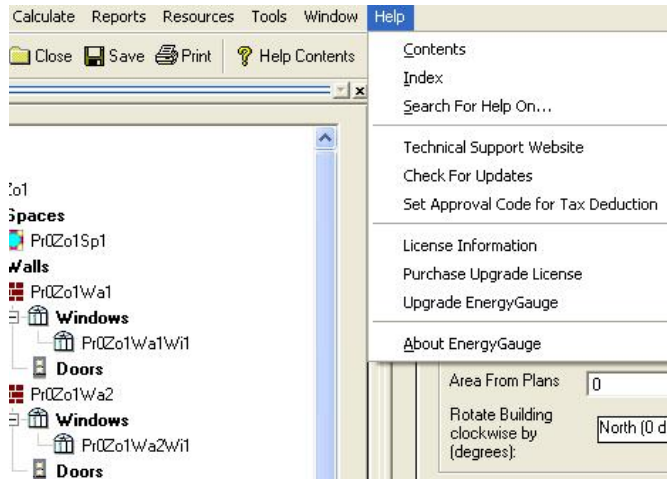 Calculate Reports Resources Tools Window Help
Close Save Print Help Contents
Contents
Index
Search For Help On...
Technical Support Website
Check For Updates
Set Approval Code for Tax Deduction
License Information
Purchase Upgrade License
Upgrade EnergyGauge
About EnergyGauge
Zo1
Spaces
Pr0Zo1Sp1
Walls
Pr0Zo1Wa1
Windows
Pr0Zo1Wa1Wi1
Doors
Pr0Zo1Wa2
Windows
Pr0Zo1Wa2Wi1
Doors
Area From Plans 0
Rotate Building
clockwise by
(degrees):
North (0 d